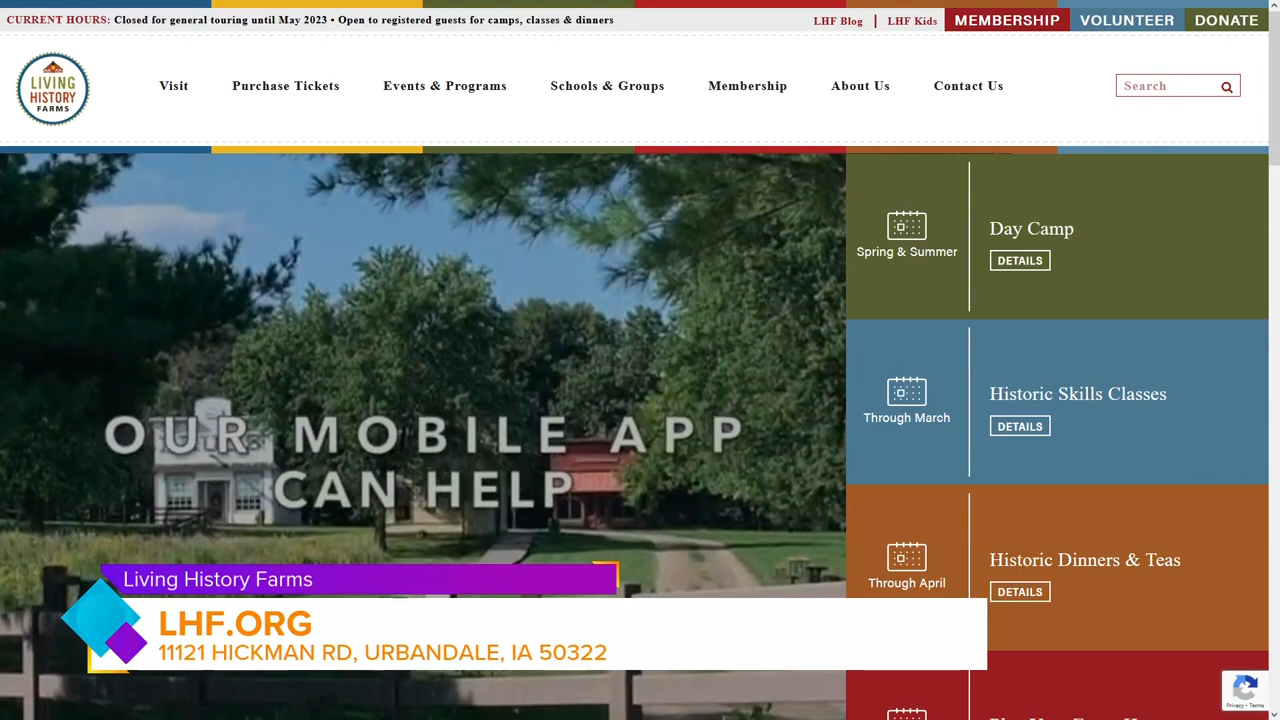 CURRENT HOURS: Closed for general touring until May 2023 • Open to registered guests for camps, classes & dinners
LHF Blog | LHF Kids
MEMBERSHIP
VOLUNTEER
DONATE
LIVING
HISTORY
FARMS
Visit
Purchase Tickets
Events & Programs
Schools & Groups
Membership
About Us
Contact Us
Search
OUR MOBILE APP
CAN HELP
Spring & Summer
Day Camp
DETAILS
Through March
Historic Skills Classes
DETAILS
Through April
Historic Dinners & Teas
DETAILS
Living History Farms
LHF.ORG
11121 HICKMAN RD, URBANDALE, IA 50322
Privacy - Terms